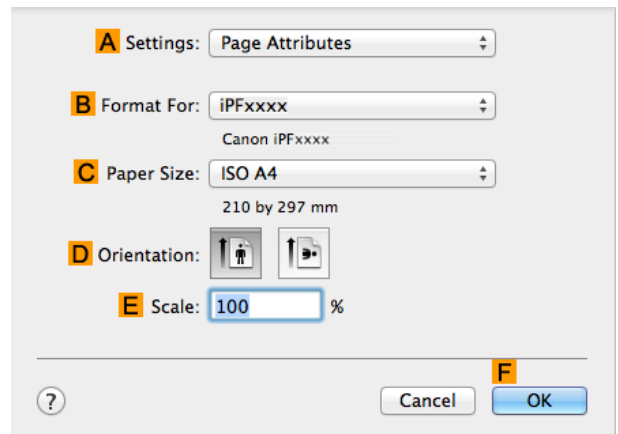 A Settings: Page Attributes
B Format For: iPFxxxx
Canon iPFxxxx
C Paper Size: ISO A4
210 by 297 mm
D Orientation:
E Scale: 100 %
F
? Cancel OK